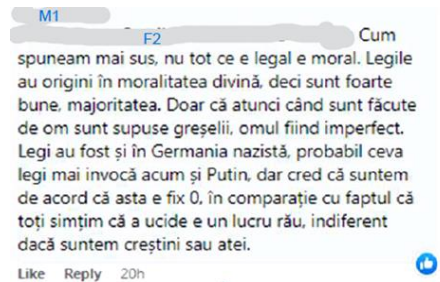 M1
F2
Cum
spuneam mai sus, nu tot ce e legal e moral. Legile
au origini în moralitatea divină, deci sunt foarte
bune, majoritatea. Doar că atunci când sunt făcute
de om sunt supuse greșelii, omul fiind imperfect.
Legi au fost și în Germania nazistă, probabil ceva
legi mai invocă acum și Putin, dar cred că suntem
de acord că asta e fix 0, în comparație cu faptul că
toți simțim că a ucide e un lucru rău, indiferent
dacă suntem creștini sau atei.
Like Reply 20h